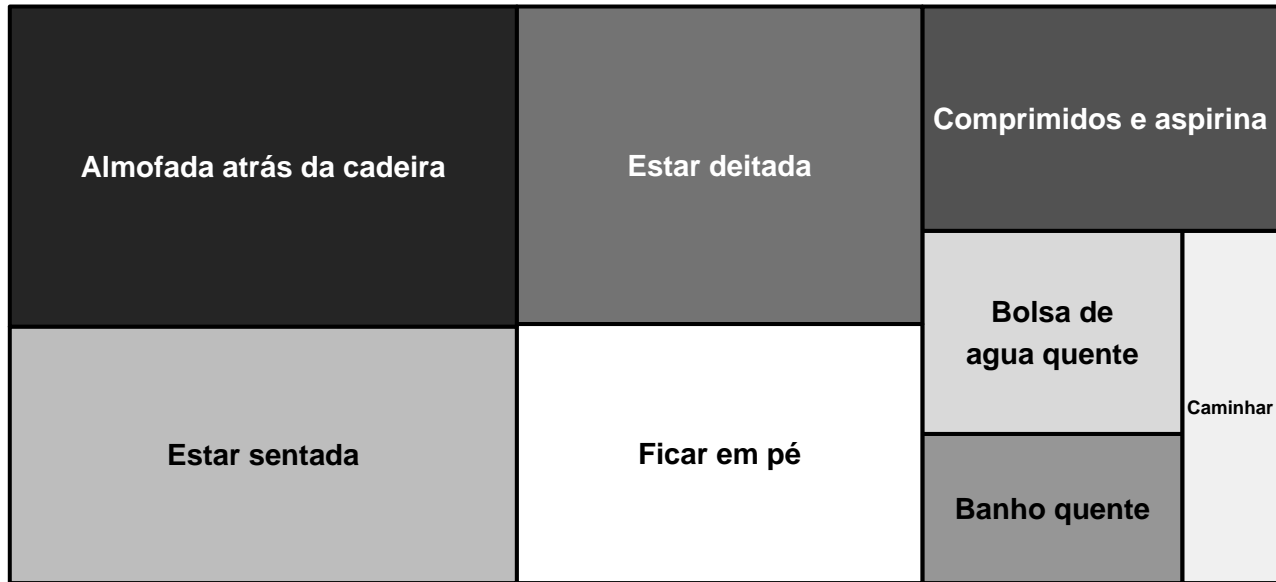 Almofada atrás da cadeira
Estar deitada
Comprimidos e aspirina
Estar sentada
Ficar em pé
Bolsa de
agua quente
Caminhar
Banho quente